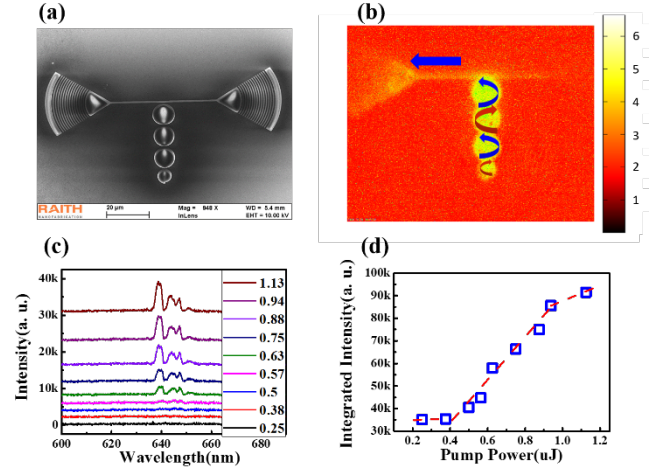 (a)
RAITH
NANOFABRICATION
20 µm
Mag = 948 X
InLens
WD = 5.4 mm
EHT = 10.00 kV
(b)
6
5
4
3
2
1
(c)
Intensity(a. u.)
40k
30k
20k
10k
0
600
620
640
660
680
Wavelength(nm)
1.13
0.94
0.88
0.75
0.63
0.57
0.5
0.38
0.25
(d)
Integrated Intensity(a. u.)
100k
90k
80k
70k
60k
50k
40k
30k
0.2
0.4
0.6
0.8
1.0
1.2
Pump Power(uJ)